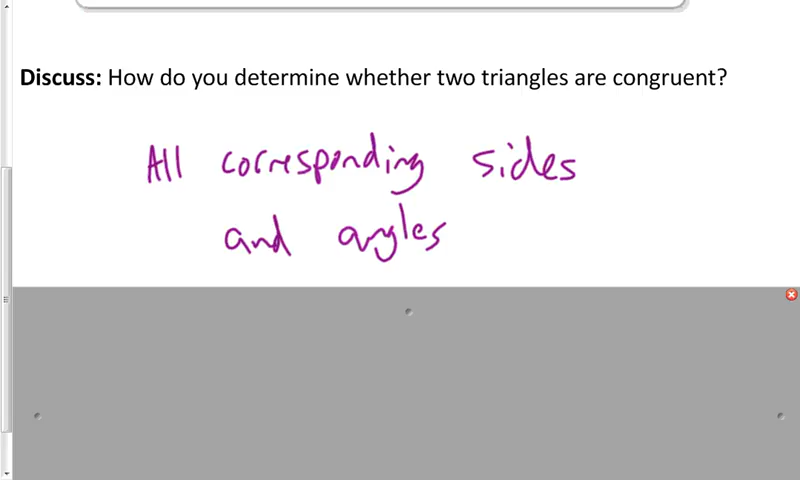 Discuss: How do you determine whether two triangles are congruent?
All corresponding sides
and angles